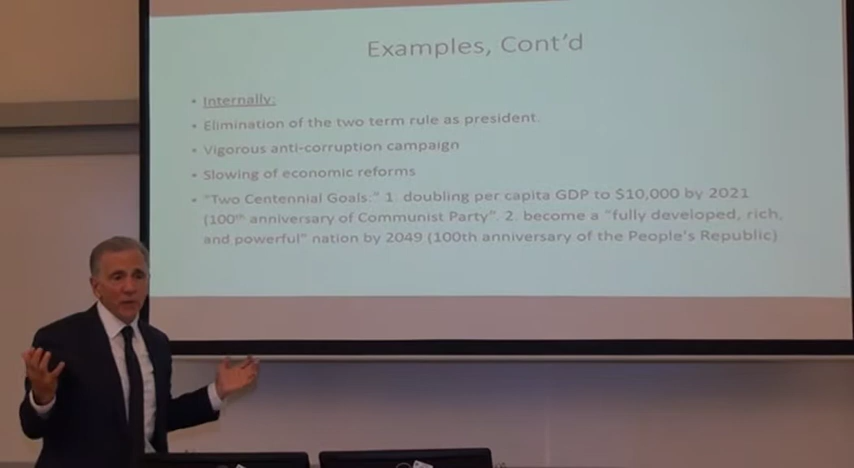 Examples, Cont'd
• Internally:
• Elimination of the two term rule as president.
• Vigorous anti-corruption campaign
• Slowing of economic reforms
• "Two Centennial Goals." 1. doubling per capita GDP to $10,000 by 2021
(100th anniversary of Communist Party". 2. become a "fully developed, rich,
and powerful" nation by 2049 (100th anniversary of the People's Republic)